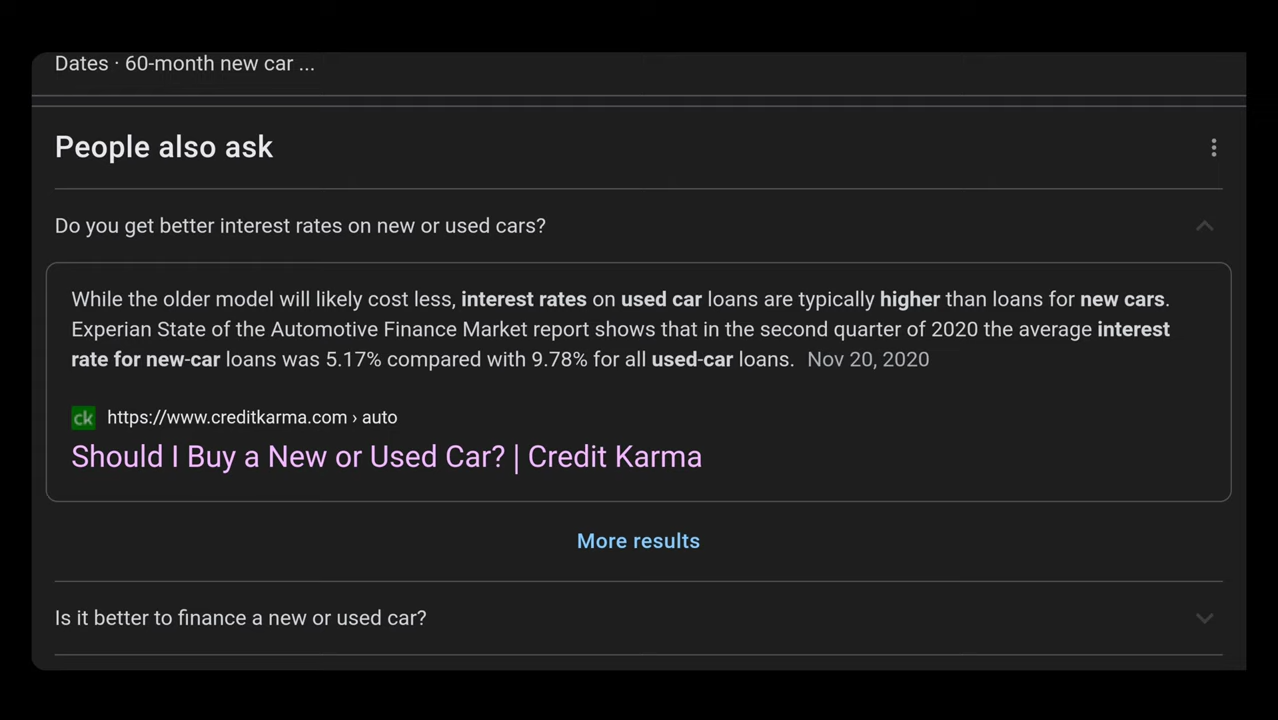 Dates · 60-month new car ...
People also ask
Do you get better interest rates on new or used cars?
While the older model will likely cost less, interest rates on used car loans are typically higher than loans for new cars.
Experian State of the Automotive Finance Market report shows that in the second quarter of 2020 the average interest
rate for new-car loans was 5.17% compared with 9.78% for all used-car loans. Nov 20, 2020
ck https://www.creditkarma.com › auto
Should I Buy a New or Used Car? | Credit Karma
More results
Is it better to finance a new or used car?